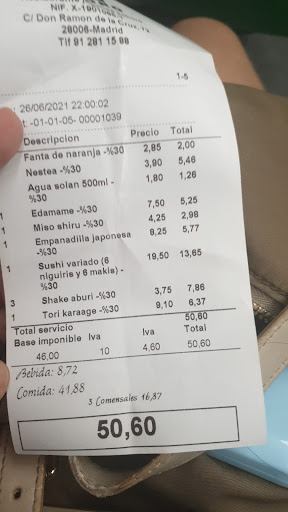 NIF. X-1901
C/ Don Ramon de la Cruz,
28006-Madrid
Tlf 91 281 15 98
1-5
26/06/2021 22:00:02
t: -01-01-05- 00001039
Descripcion Precio Total
Fanta de naranja -%30 2,85 2,00
Nestea -%30 3,90 5,46
Agua solan 500ml - %30 1,80 1,26
1 Edamame -%30 7,50 5,25
1 Miso shiru -%30 4,25 2,98
1 Empanadilla japonesa 8,25 5,77
-%30
1 Sushi variado (6 19,50 13,65
niguiris y 6 makis) -
%30
3 Shake aburi -%30 3,75 7,86
1 Tori karaage -%30 9,10 6,37
Total servicio 50,60
Base imponible Iva Iva Total
46,00 10 4,60 50,60
Bebida: 8,72
Comida: 41,88
3 Comensales 16,87
50,60